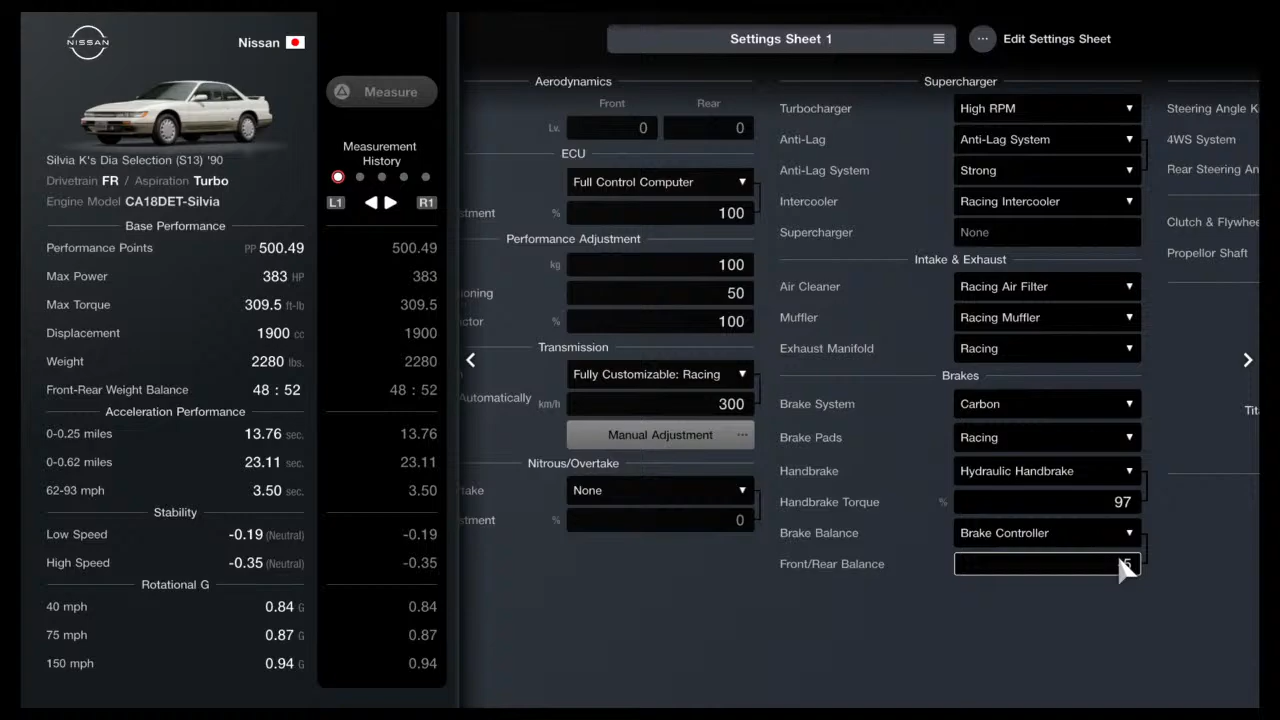 Settings Sheet 1
Edit Settings Sheet
NISSAN
Nissan
Silvia K's Dia Selection (S13) '90
Drivetrain FR / Aspiration Turbo
Engine Model CA18DET-Silvia
Base Performance
Performance Points PP 500.49
Max Power 383 HP
Max Torque 309.5 ft-lb
Displacement 1900 cc
Weight 2280 lbs.
Front-Rear Weight Balance 48 : 52
Acceleration Performance
0-0.25 miles 13.76 sec.
0-0.62 miles 23.11 sec.
62-93 mph 3.50 sec.
Stability
Low Speed -0.19 (Neutral)
High Speed -0.35 (Neutral)
Rotational G
40 mph 0.84 G
75 mph 0.87 G
150 mph 0.94 G
Measure
Measurement
History
L1 R1
500.49
383
309.5
1900
2280
48 : 52
13.76
23.11
3.50
-0.19
-0.35
0.84
0.87
0.94
Aerodynamics
Front Rear
Lv. 0 0
ECU
Full Control Computer
stment % 100
Performance Adjustment
kg 100
ioning 50
ctor % 100
Transmission
Fully Customizable: Racing
Automatically km/h 300
Manual Adjustment
Nitrous/Overtake
take None
stment % 0
Supercharger
Turbocharger High RPM
Anti-Lag Anti-Lag System
Anti-Lag System Strong
Intercooler Racing Intercooler
Supercharger None
Intake & Exhaust
Air Cleaner Racing Air Filter
Muffler Racing Muffler
Exhaust Manifold Racing
Brakes
Brake System Carbon
Brake Pads Racing
Handbrake Hydraulic Handbrake
Handbrake Torque % 97
Brake Balance Brake Controller
Front/Rear Balance
Steering Angle K
4WS System
Rear Steering An
Clutch & Flywhe
Propellor Shaft
Tit